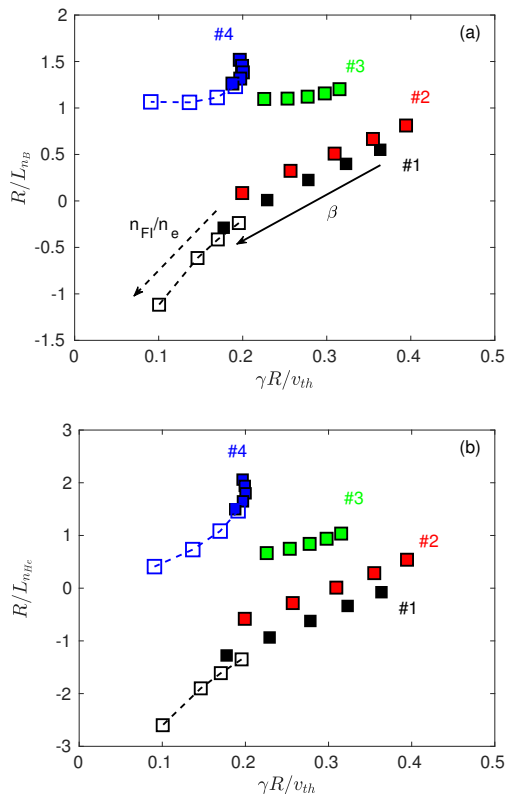 2
(a)
#4
1.5
#3
1
#2
R/L_{n_B}
0.5
#1
0
n_{FI}/n_e
β
-0.5
-1
-1.5
0 0.1 0.2 0.3 0.4 0.5
γR/v_{th}
3
(b)
#4
2
#3
1
#2
R/L_{n_{He}}
0
#1
-1
-2
-3
0 0.1 0.2 0.3 0.4 0.5
γR/v_{th}